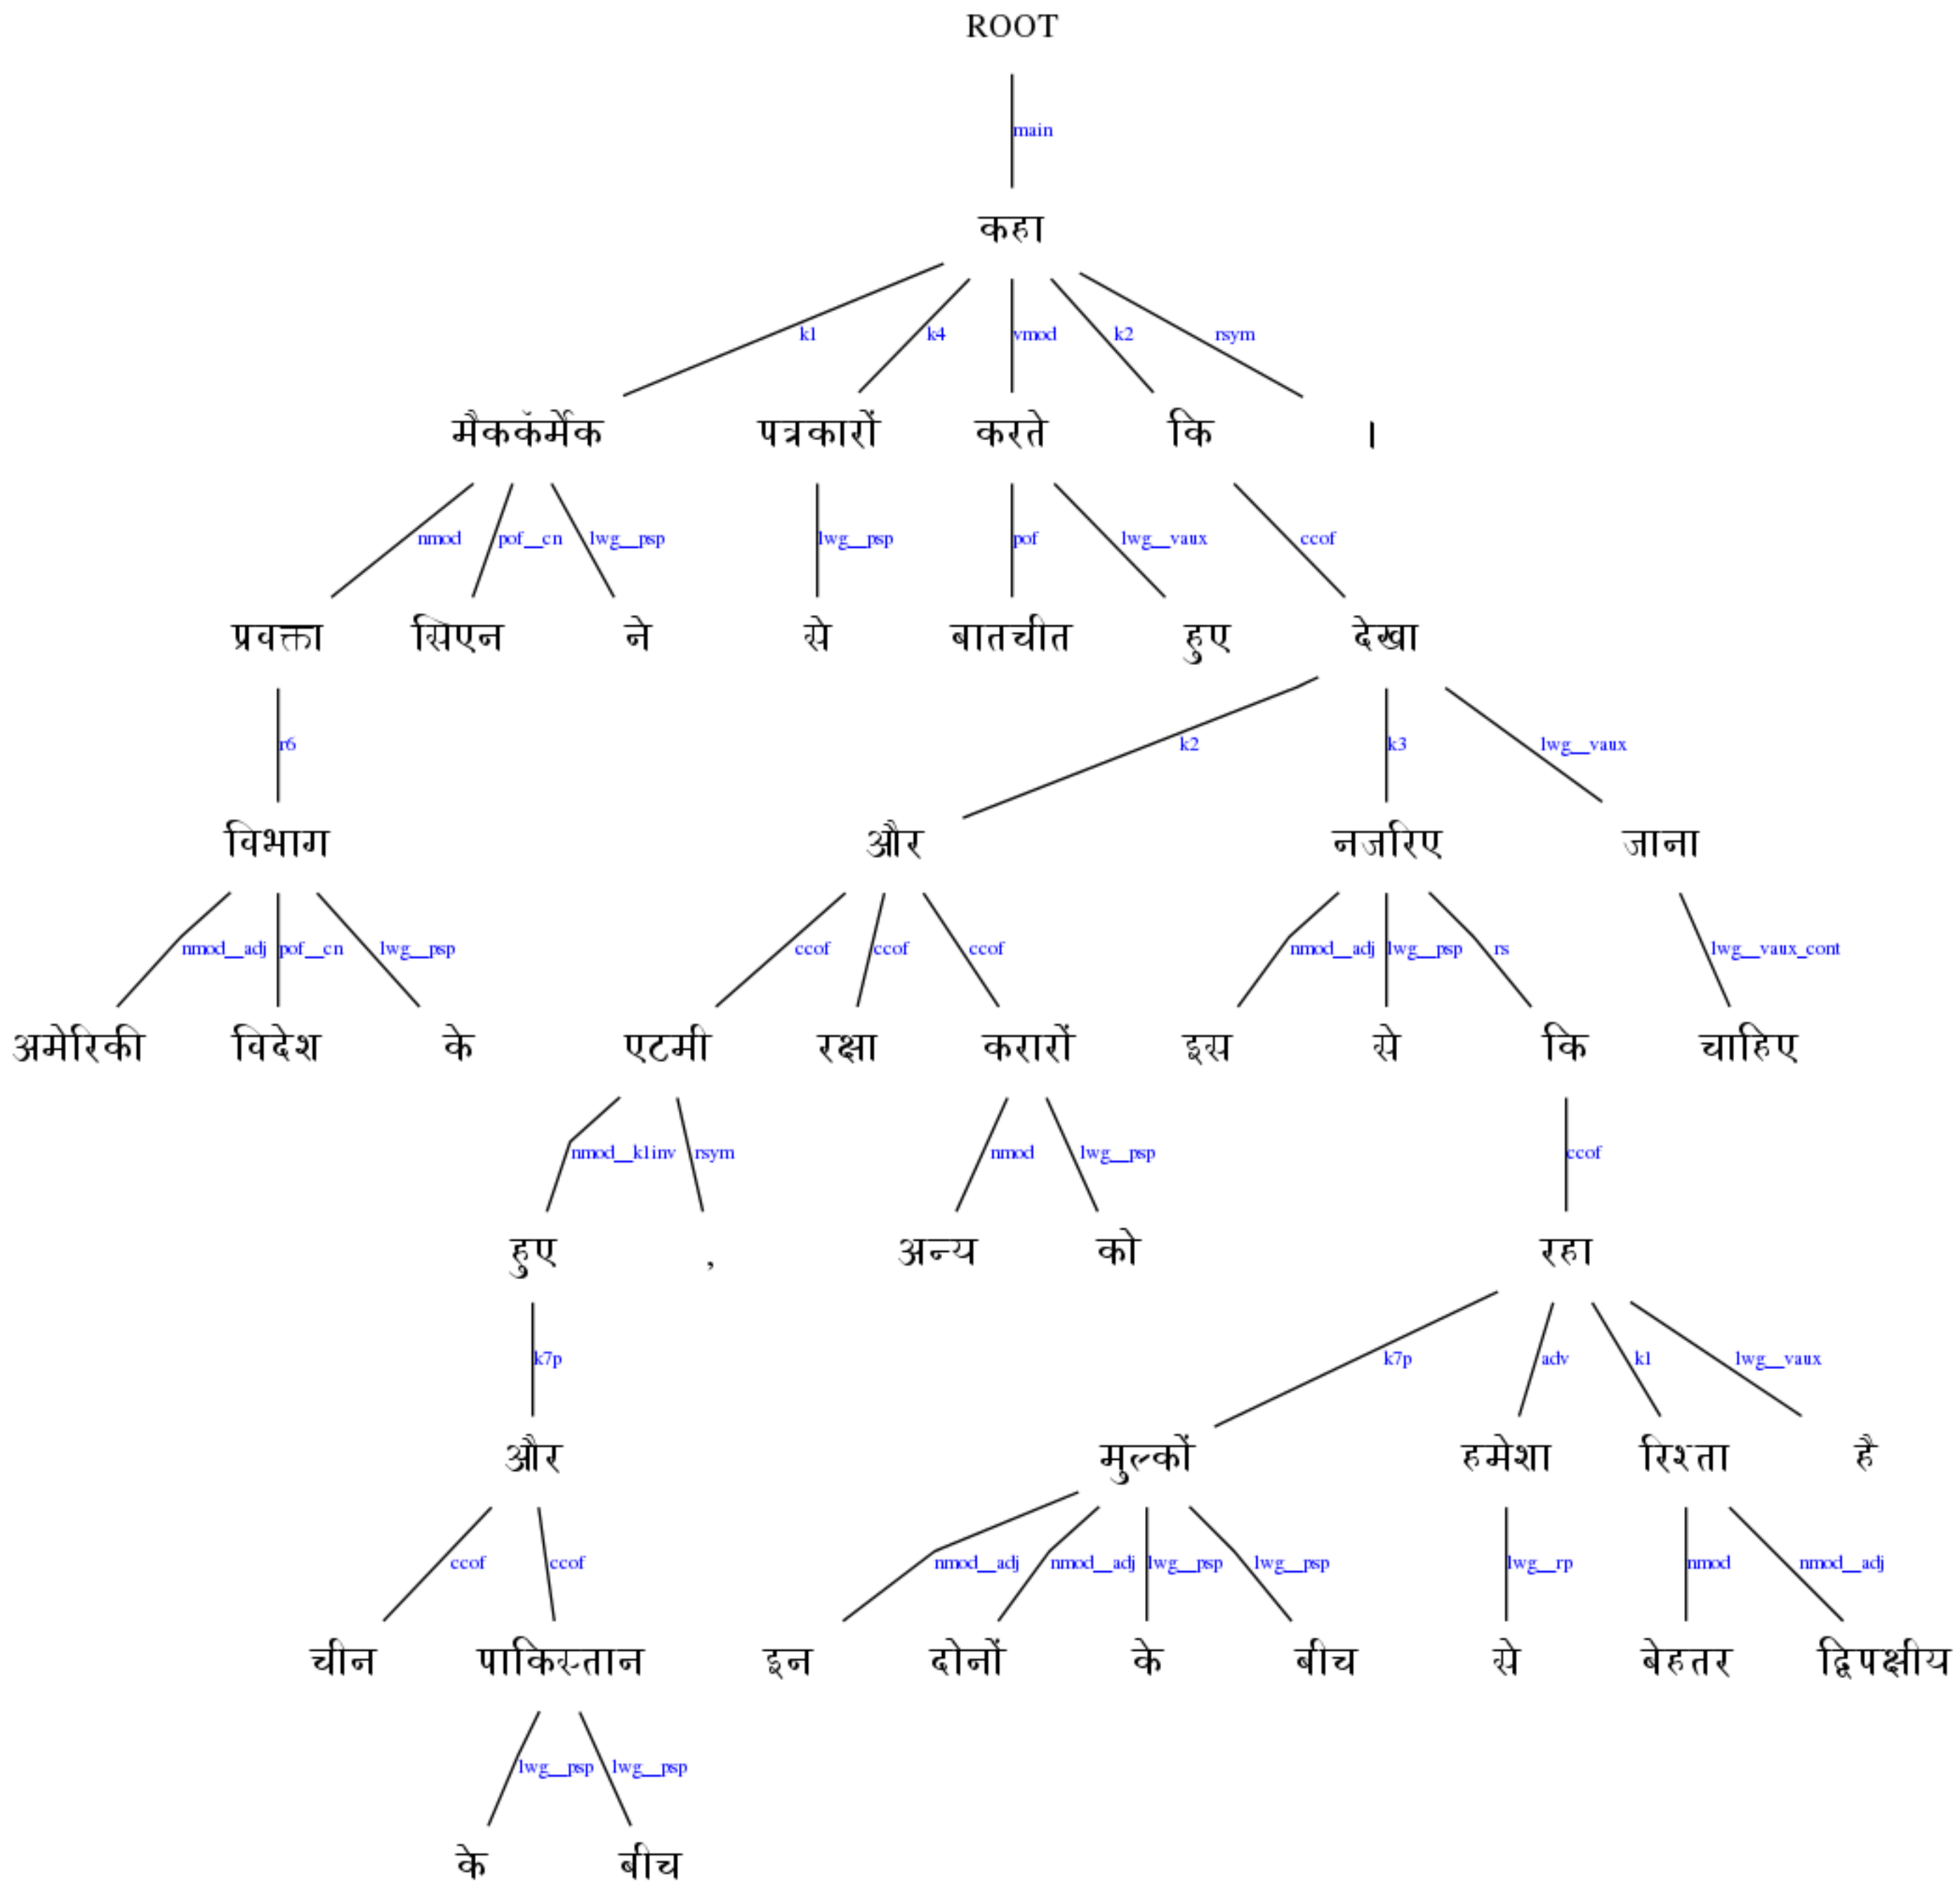 ROOT
main
कहा
k1 k4 vmod k2 rsym
मैककॅर्मैक पत्रकारों करते कि ।
nmod pof__cn lwg__psp lwg__psp pof lwg__vaux ccof
प्रवक्ता सिएन ने से बातचीत हुए देखा
r6 k2 k3 lwg__vaux
विभाग और नजरिए जाना
nmod__adj pof__cn lwg__psp ccof ccof ccof nmod__adj lwg__psp rs lwg__vaux_cont
अमेरिकी विदेश के एटमी रक्षा करारों इस से कि चाहिए
nmod__k1inv rsym nmod lwg__psp ccof
हुए , अन्य को रहा
k7p k7p adv k1 lwg__vaux
और मुल्कों हमेशा रिश्ता है
ccof ccof nmod__adj nmod__adj lwg__psp lwg__psp lwg__rp nmod nmod__adj
चीन पाकिस्तान इन दोनों के बीच से बेहतर द्विपक्षीय
lwg__psp lwg__psp
के बीच